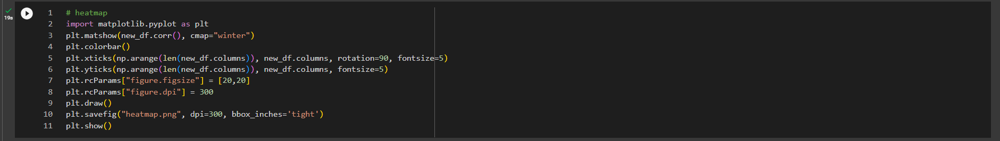 19s
1 # heatmap
2 import matplotlib.pyplot as plt
3 plt.matshow(new_df.corr(), cmap="winter")
4 plt.colorbar()
5 plt.xticks(np.arange(len(new_df.columns)), new_df.columns, rotation=90, fontsize=5)
6 plt.yticks(np.arange(len(new_df.columns)), new_df.columns, fontsize=5)
7 plt.rcParams["figure.figsize"] = [20,20]
8 plt.rcParams["figure.dpi"] = 300
9 plt.draw()
10 plt.savefig("heatmap.png", dpi=300, bbox_inches='tight')
11 plt.show()